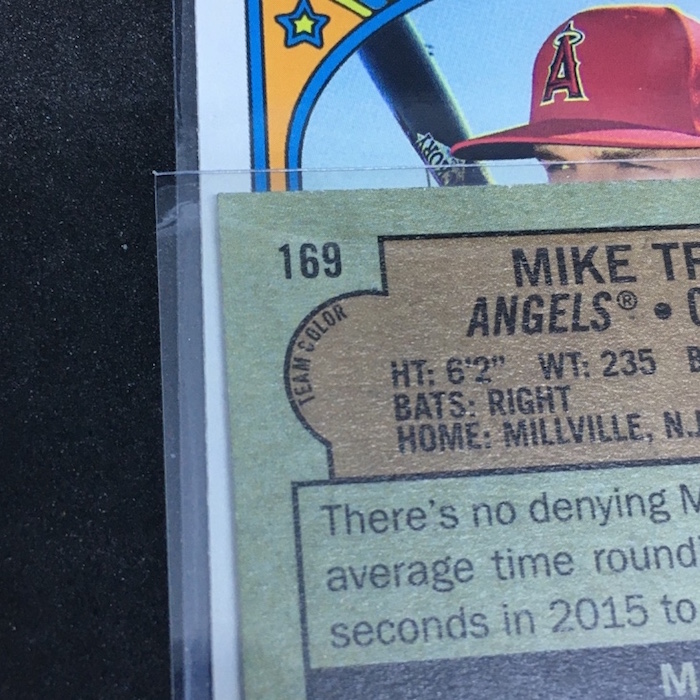 A
169
MIKE TR
TEAM COLOR
ANGELS® •
HT: 6'2" WT: 235 B
BATS: RIGHT
HOME: MILLVILLE, N.J
There's no denying M
average time round
seconds in 2015 to
M